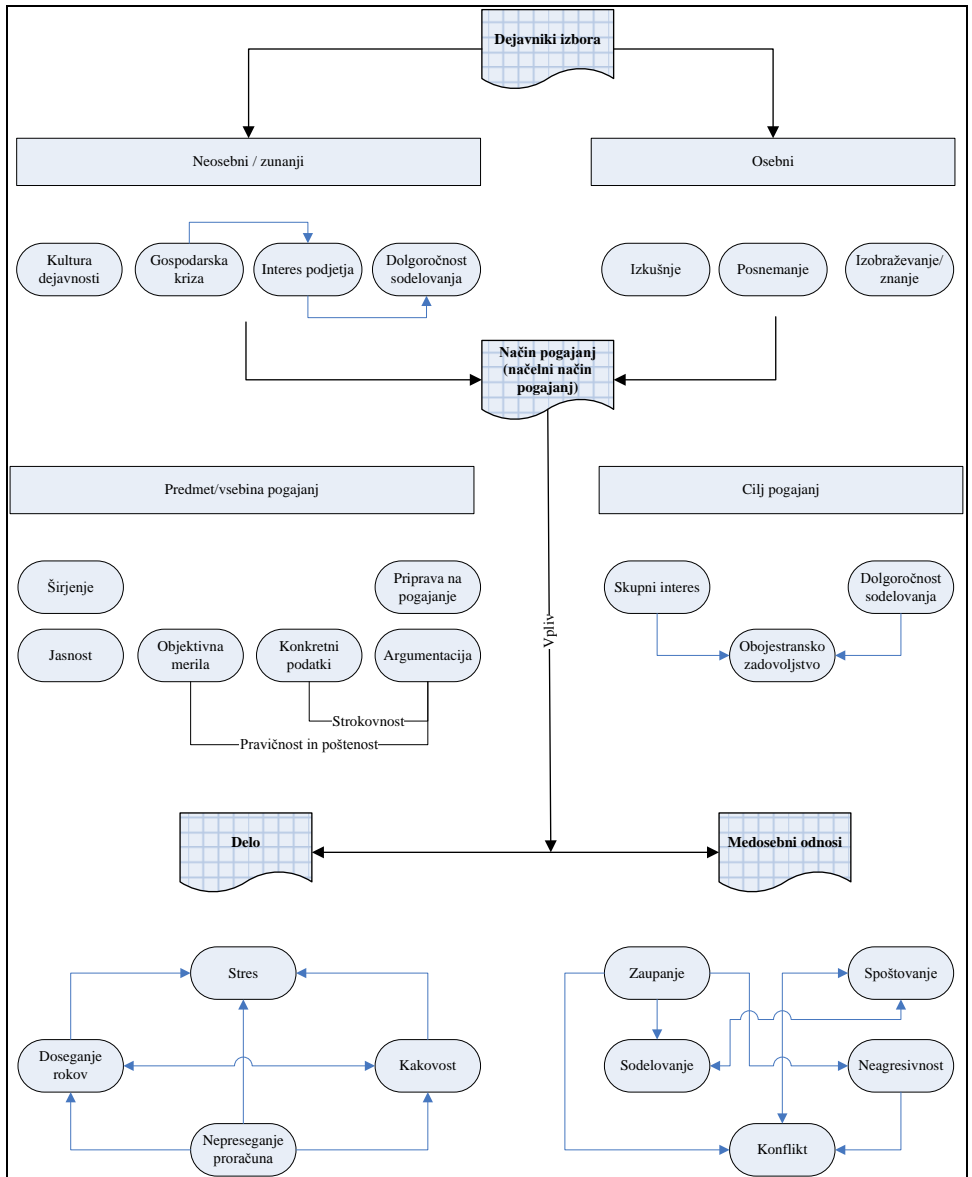 Dejavniki izbora
Neosebni / zunanji
Osebni
Kultura
dejavnosti
Gospodarska
kriza
Interes podjetja
Dolgoročnost
sodelovanja
Izkušnje
Posnemanje
Izobraževanje/
znanje
Način pogajanj
(načelni način
pogajanj)
Predmet/vsebina pogajanj
Cilj pogajanj
Širjenje
Priprava na
pogajanje
Skupni interes
Dolgoročnost
sodelovanja
Vpliv
Jasnost
Objektivna
merila
Konkretni
podatki
Argumentacija
Obojestransko
zadovoljstvo
Strokovnost
Pravičnost in poštenost
Delo
Medosebni odnosi
Stres
Zaupanje
Spoštovanje
Doseganje
rokov
Kakovost
Sodelovanje
Neagresivnost
Nepreseganje
proračuna
Konflikt